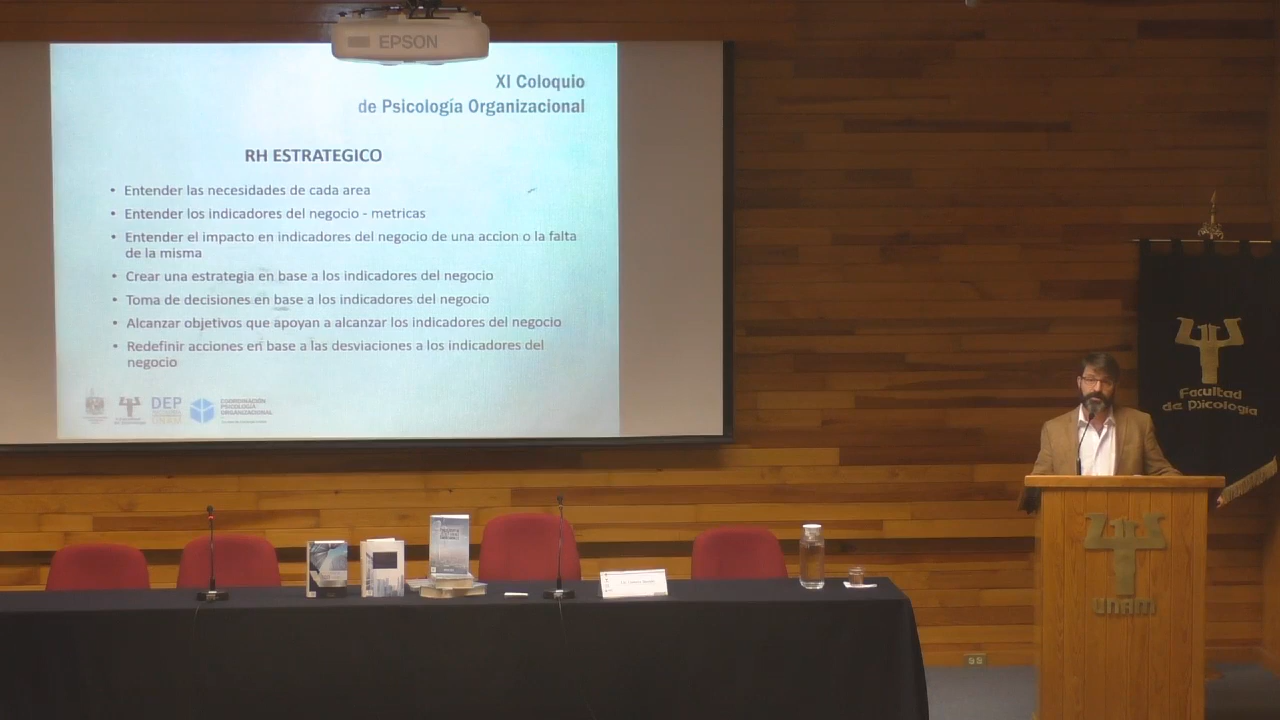 EPSON
XI Coloquio
de Psicología Organizacional
RH ESTRATEGICO
• Entender las necesidades de cada area
• Entender los indicadores del negocio - metricas
• Entender el impacto en indicadores del negocio de una accion o la falta
de la misma
• Crear una estrategia en base a los indicadores del negocio
• Toma de decisiones en base a los indicadores del negocio
• Alcanzar objetivos que apoyan a alcanzar los indicadores del negocio
• Redefinir acciones en base a las desviaciones a los indicadores del
negocio
DEP
UNAM
COORDINACIÓN
PSICOLOGÍA
ORGANIZACIONAL
Facultad
de Psicología
UNAM